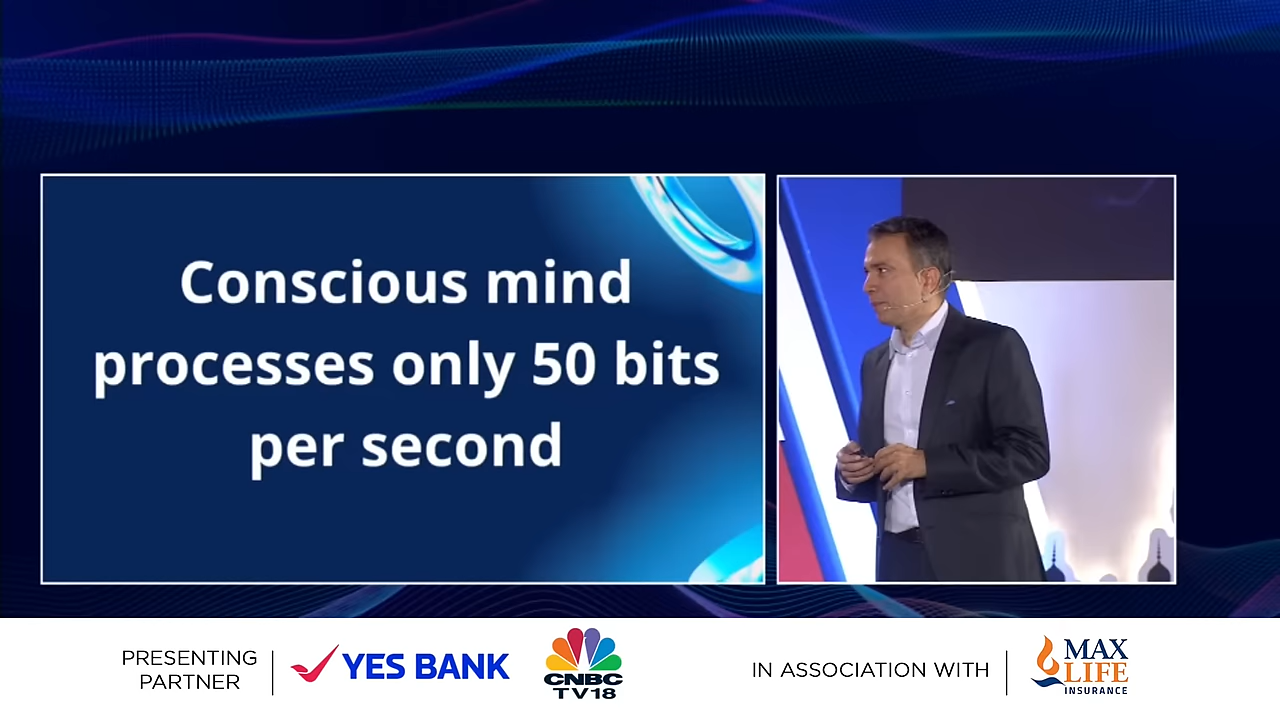 Conscious mind
processes only 50 bits
per second
PRESENTING
PARTNER
YES BANK
CNBC
TV18
IN ASSOCIATION WITH
MAX
LIFE
INSURANCE